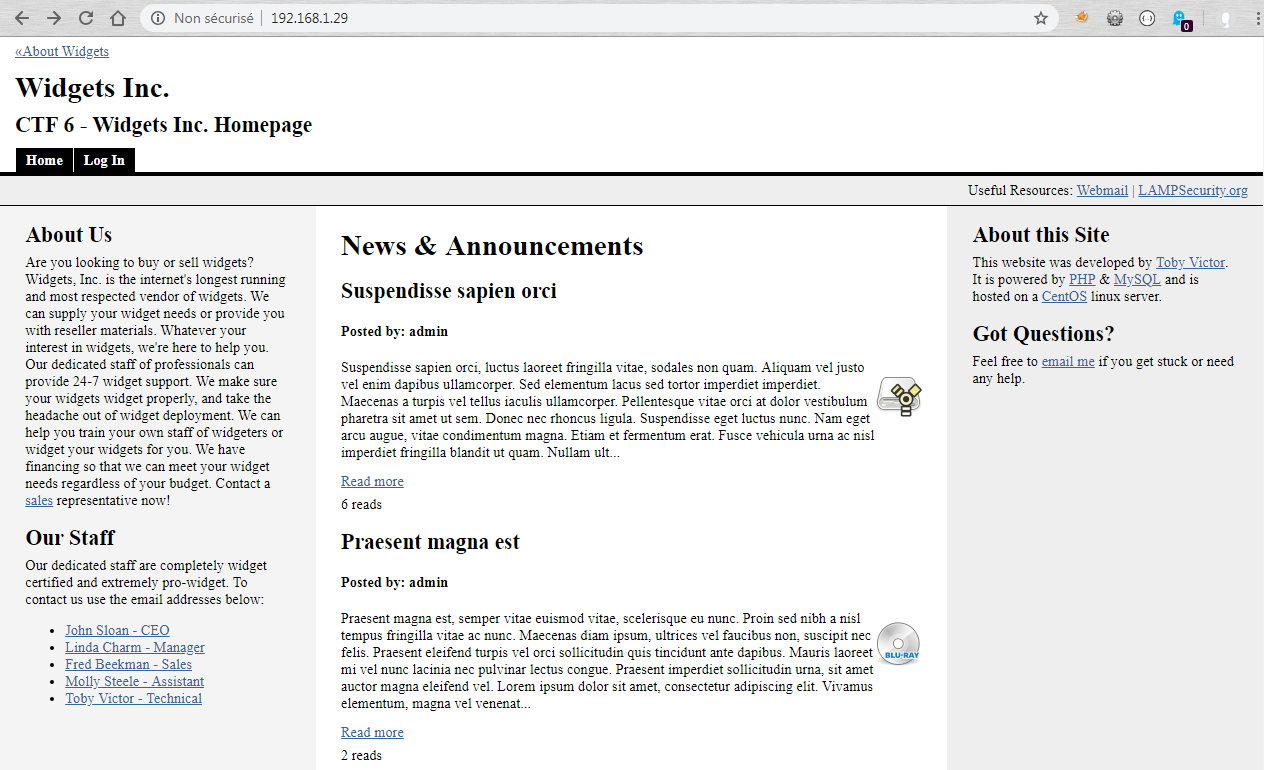 Non sécurisé | 192.168.1.29
0
«About Widgets
Widgets Inc.
CTF 6 - Widgets Inc. Homepage
Home Log In
Useful Resources: Webmail | LAMPSecurity.org
About Us
Are you looking to buy or sell widgets?
Widgets, Inc. is the internet's longest running
and most respected vendor of widgets. We
can supply your widget needs or provide you
with reseller materials. Whatever your
interest in widgets, we're here to help you.
Our dedicated staff of professionals can
provide 24-7 widget support. We make sure
your widgets widget properly, and take the
headache out of widget deployment. We can
help you train your own staff of widgeters or
widget your widgets for you. We have
financing so that we can meet your widget
needs regardless of your budget. Contact a
sales representative now!
Our Staff
Our dedicated staff are completely widget
certified and extremely pro-widget. To
contact us use the email addresses below:
John Sloan - CEO
Linda Charm - Manager
Fred Beekman - Sales
Molly Steele - Assistant
Toby Victor - Technical
News & Announcements
Suspendisse sapien orci
Posted by: admin
Suspendisse sapien orci, luctus laoreet fringilla vitae, sodales non quam. Aliquam vel justo
vel enim dapibus ullamcorper. Sed elementum lacus sed tortor imperdiet imperdiet.
Maecenas a turpis vel tellus iaculis ullamcorper. Pellentesque vitae orci at dolor vestibulum
pharetra sit amet ut sem. Donec nec rhoncus ligula. Suspendisse eget luctus nunc. Nam eget
arcu augue, vitae condimentum magna. Etiam et fermentum erat. Fusce vehicula urna ac nisl
imperdiet fringilla blandit ut quam. Nullam ult...
Read more
6 reads
Praesent magna est
Posted by: admin
Praesent magna est, semper vitae euismod vitae, scelerisque eu nunc. Proin sed nibh a nisl
tempus fringilla vitae ac nunc. Maecenas diam ipsum, ultrices vel faucibus non, suscipit nec
felis. Praesent eleifend turpis vel orci sollicitudin quis tincidunt ante dapibus. Mauris laoreet
mi vel nunc lacinia nec pulvinar lectus congue. Praesent imperdiet sollicitudin urna, sit amet
auctor magna eleifend vel. Lorem ipsum dolor sit amet, consectetur adipiscing elit. Vivamus
elementum, magna vel venenat...
BLU-RAY
Read more
2 reads
About this Site
This website was developed by Toby Victor.
It is powered by PHP & MySQL and is
hosted on a CentOS linux server.
Got Questions?
Feel free to email me if you get stuck or need
any help.